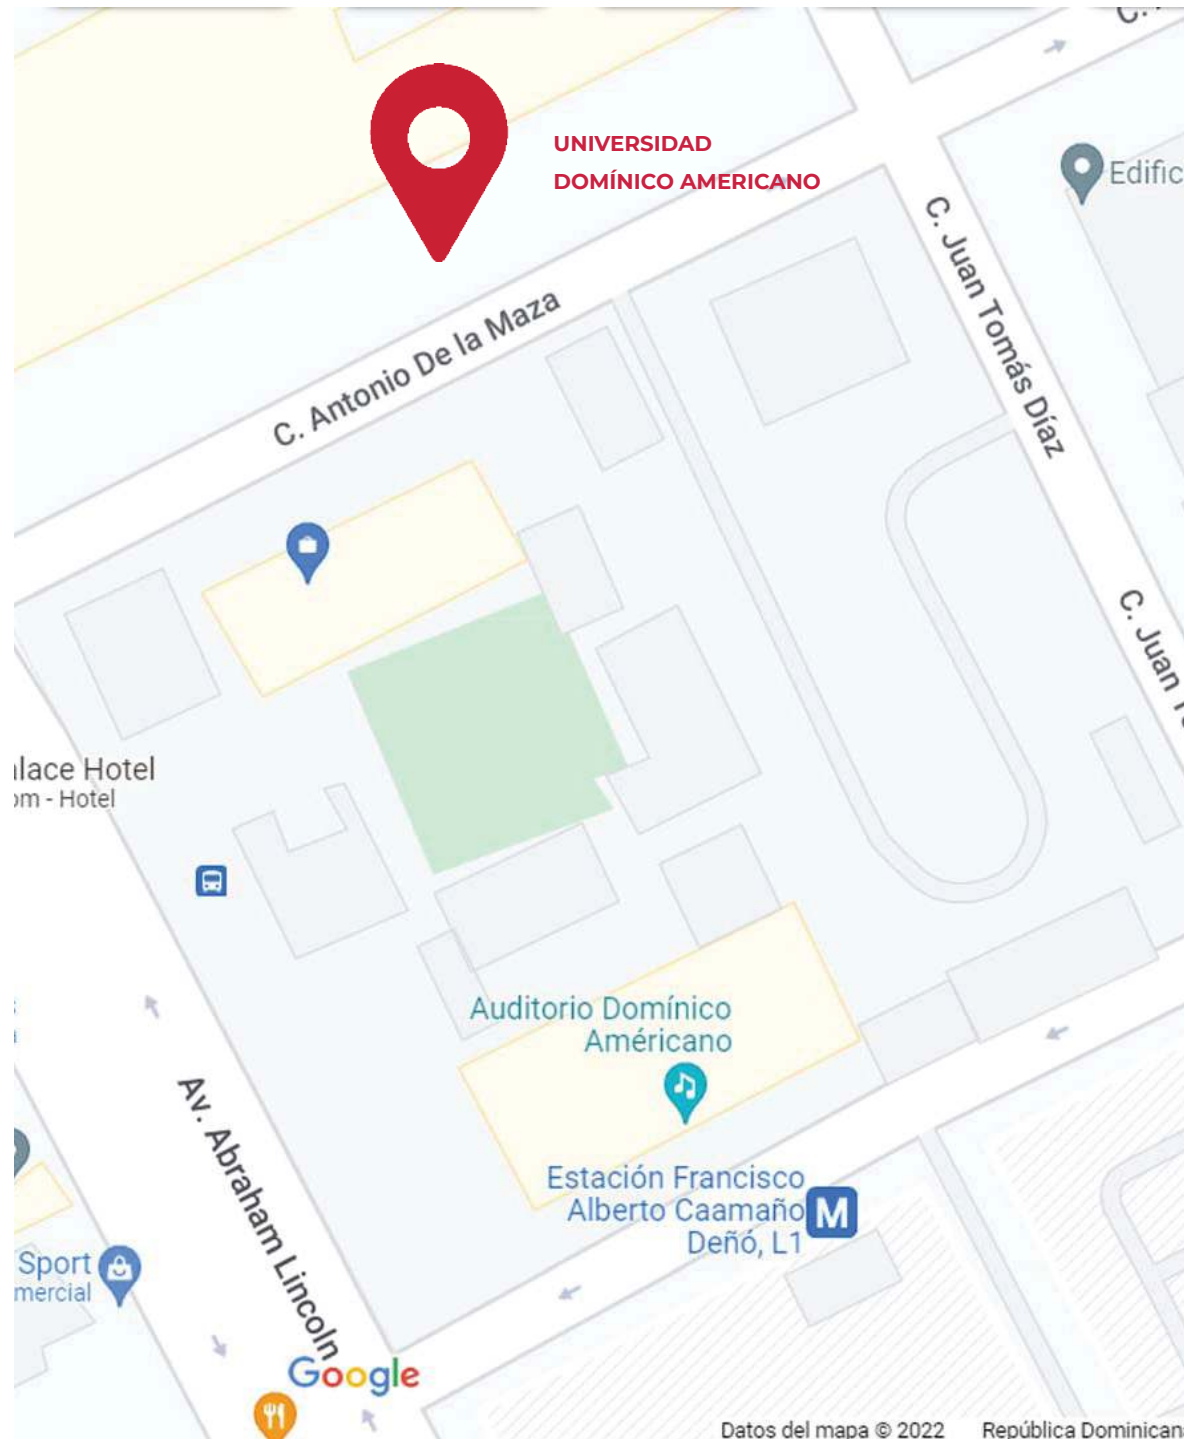 UNIVERSIDAD
DOMÍNICO AMERICANO
Edific
C. Juan Tomás Díaz
C. Antonio De la Maza
C. Juan
lace Hotel
om - Hotel
Auditorio Domínico
Américano
Av. Abraham Lincoln
Estación Francisco
Alberto Caamaño
Deñó, L1
M
Sport
mercial
Google
Datos del mapa © 2022 República Dominican